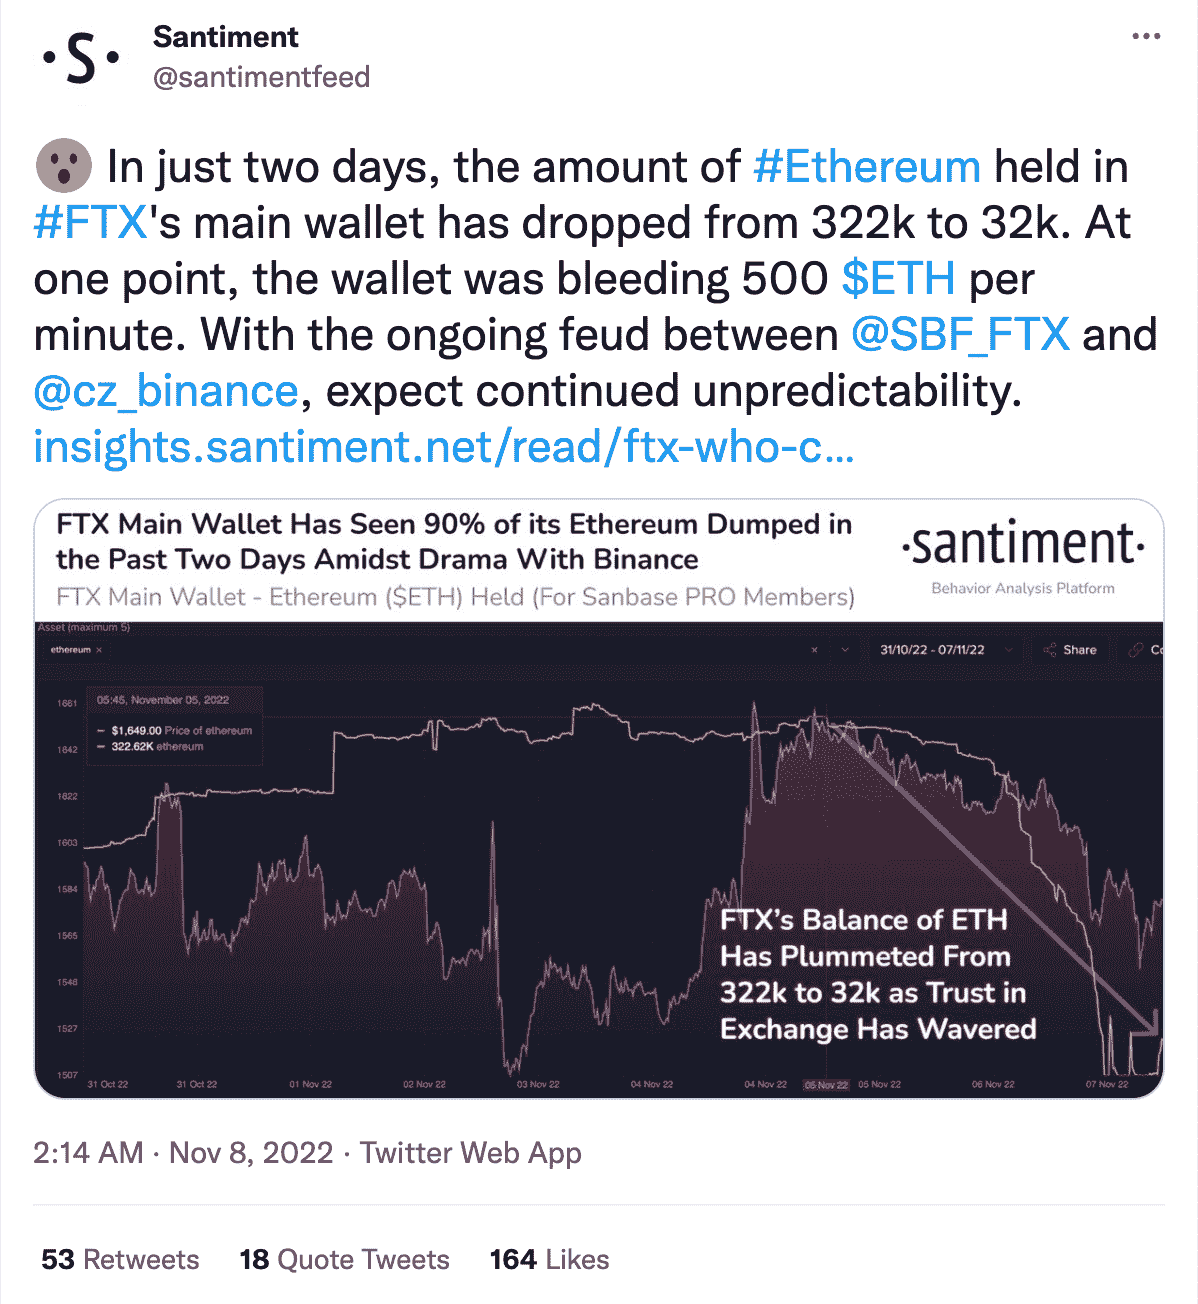 ·S·
Santiment
@santimentfeed
In just two days, the amount of #Ethereum held in
#FTX's main wallet has dropped from 322k to 32k. At
one point, the wallet was bleeding 500 $ETH per
minute. With the ongoing feud between @SBF_FTX and
@cz_binance, expect continued unpredictability.
insights.santiment.net/read/ftx-who-c…
FTX Main Wallet Has Seen 90% of its Ethereum Dumped in
the Past Two Days Amidst Drama With Binance
FTX Main Wallet - Ethereum ($ETH) Held (For Sanbase PRO Members)
·santiment·
Behavior Analysis Platform
Asset (maximum 5)
ethereum ×
31/10/22 - 07/11/22
Share
Co
05:45, November 05, 2022
$1,649.00 Price of ethereum
322.62K ethereum
1661
1642
1622
1603
1584
1565
1546
1527
1507
FTX's Balance of ETH
Has Plummeted From
322k to 32k as Trust in
Exchange Has Wavered
31 Oct 22
31 Oct 22
01 Nov 22
02 Nov 22
03 Nov 22
04 Nov 22
04 Nov 22
05 Nov 22
05 Nov 22
06 Nov 22
07 Nov 22
2:14 AM · Nov 8, 2022 · Twitter Web App
53 Retweets 18 Quote Tweets 164 Likes